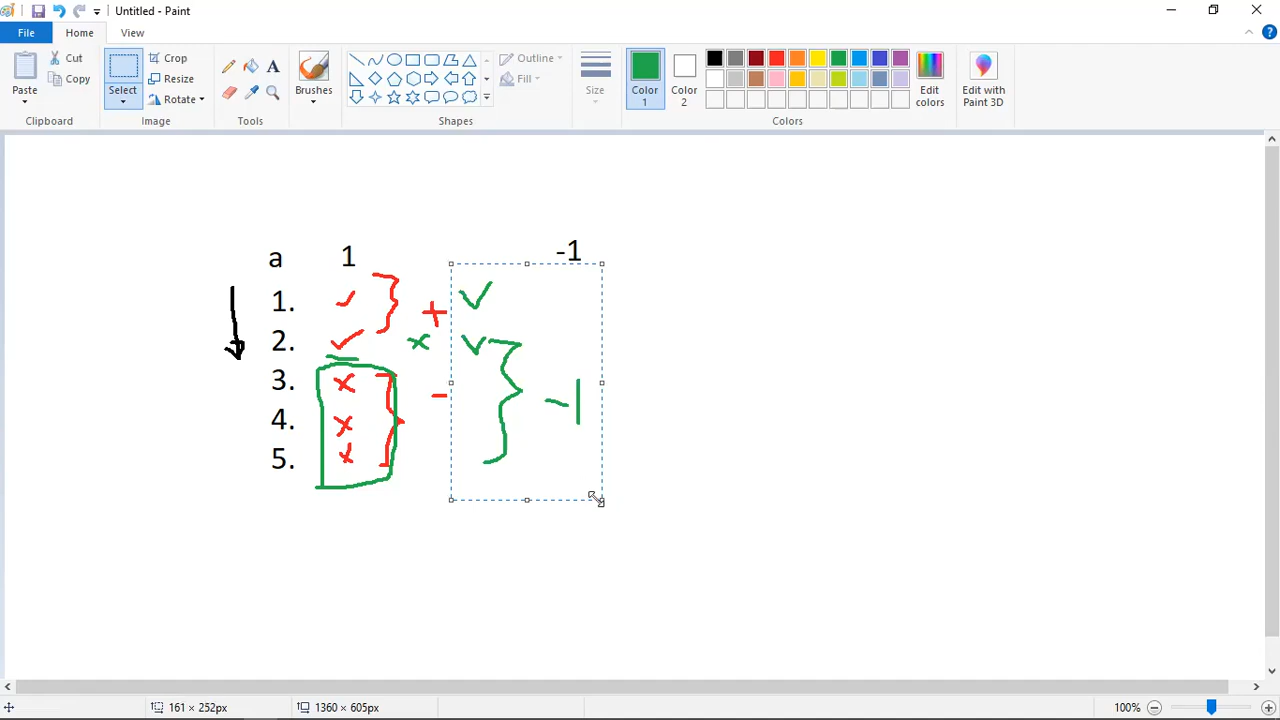 Untitled - Paint
File Home View
Paste
Cut
Copy
Clipboard
Select
Crop
Resize
Rotate
Image
A
Tools
Brushes
Outline
Fill
Shapes
Size
Color 1
Color 2
Edit colors
Colors
Edit with Paint 3D
a 1 -1
1. ✓ + ✓
2. ✓ x ✓
3. x -
4. x -1
5. x
161 × 252px
1360 × 605px
100%